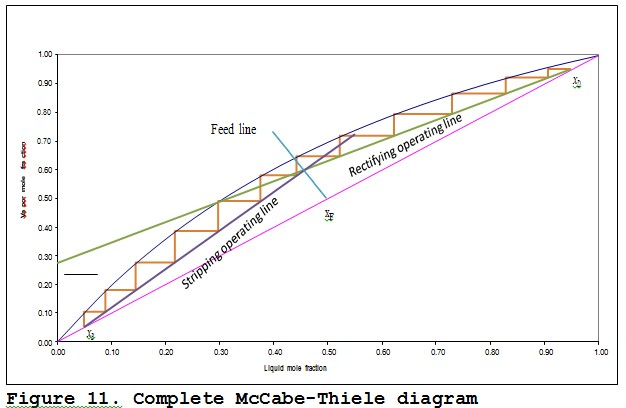 1.00
0.90
0.80
0.70
0.60
0.50
0.40
0.30
0.20
0.10
0.00
Vapor mole fraction
Feed line
Rectifying operating line
Stripping operating line
xD
xF
xB
0.00 0.10 0.20 0.30 0.40 0.50 0.60 0.70 0.80 0.90 1.00
Liquid mole fraction
Figure 11. Complete McCabe-Thiele diagram